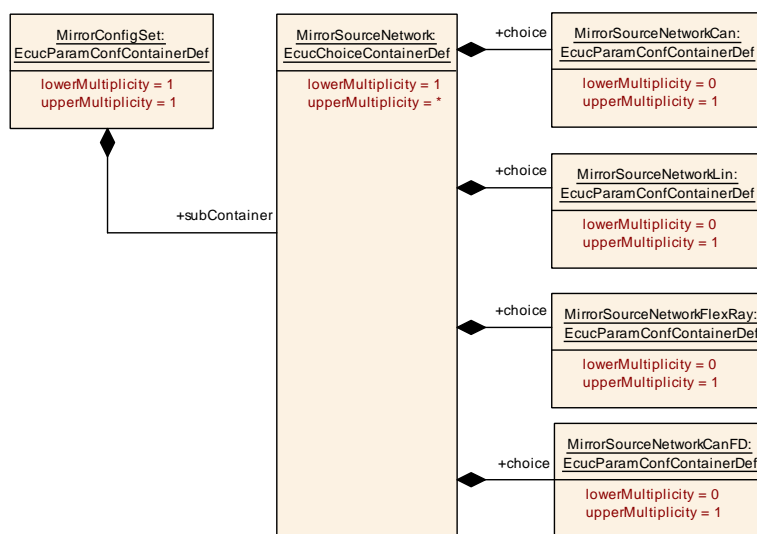 MirrorConfigSet:
EcucParamConfContainerDef
lowerMultiplicity = 1
upperMultiplicity = 1
+subContainer
MirrorSourceNetwork:
EcucChoiceContainerDef
lowerMultiplicity = 1
upperMultiplicity = *
+choice
MirrorSourceNetworkCan:
EcucParamConfContainerDef
lowerMultiplicity = 0
upperMultiplicity = 1
+choice
MirrorSourceNetworkLin:
EcucParamConfContainerDef
lowerMultiplicity = 0
upperMultiplicity = 1
+choice
MirrorSourceNetworkFlexRay:
EcucParamConfContainerDef
lowerMultiplicity = 0
upperMultiplicity = 1
+choice
MirrorSourceNetworkCanFD:
EcucParamConfContainerDef
lowerMultiplicity = 0
upperMultiplicity = 1